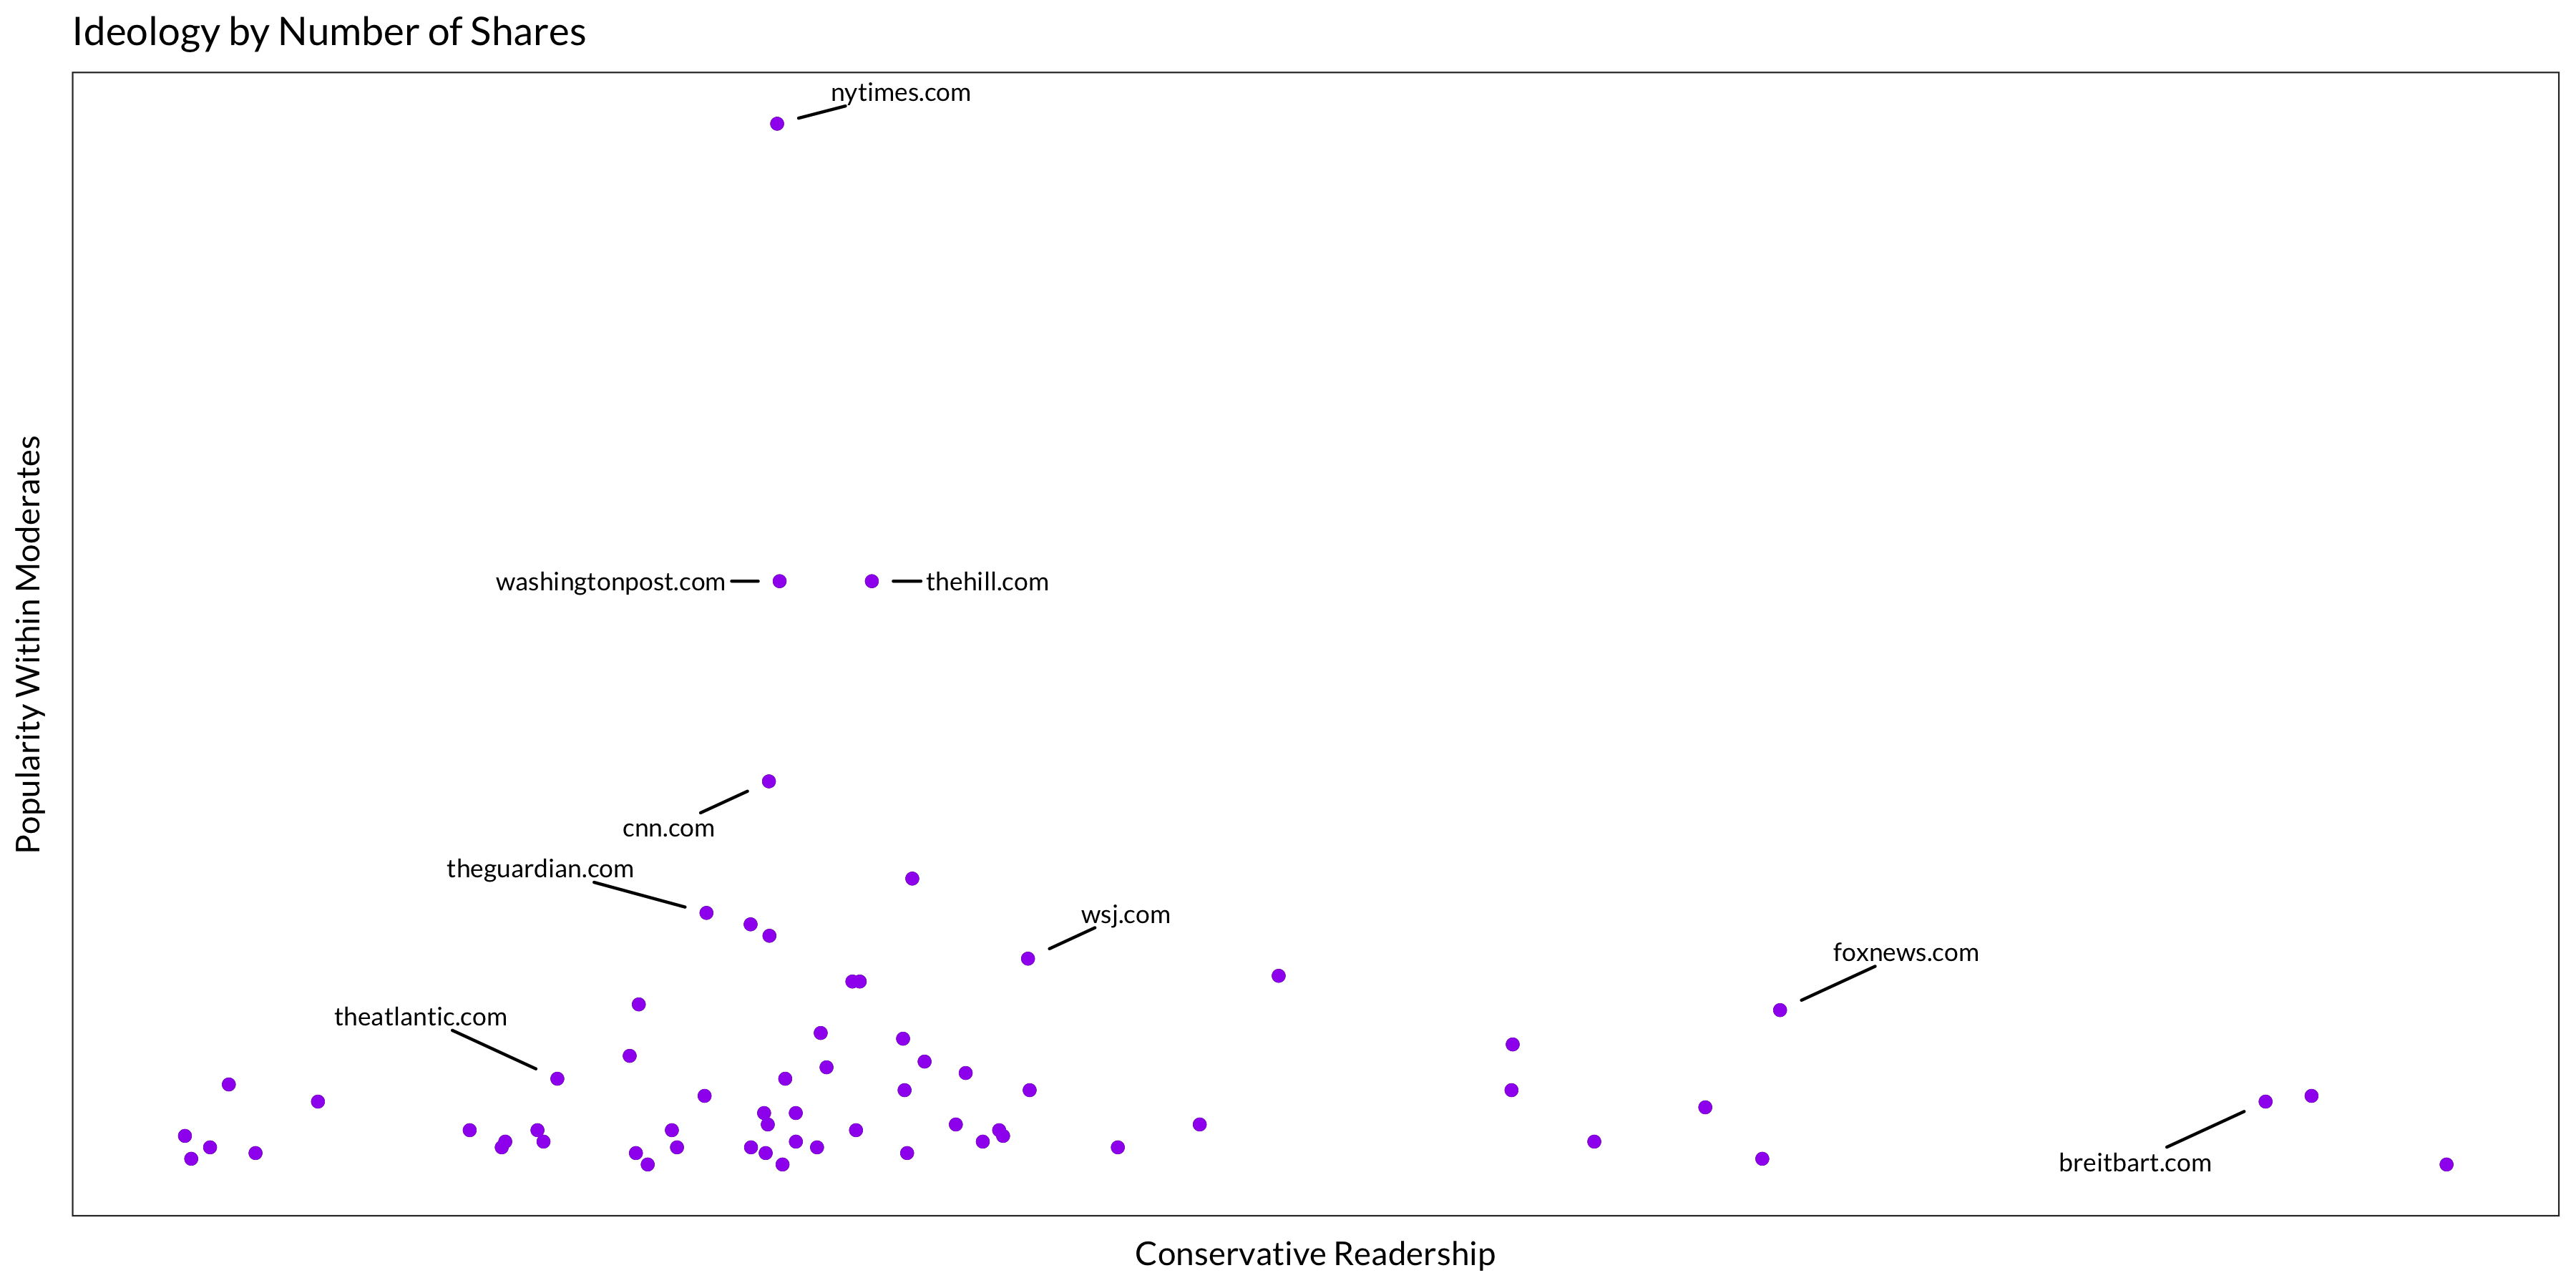 Ideology by Number of Shares
nytimes.com
washingtonpost.com
thehill.com
cnn.com
theguardian.com
wsj.com
foxnews.com
theatlantic.com
breitbart.com
Popularity Within Moderates
Conservative Readership